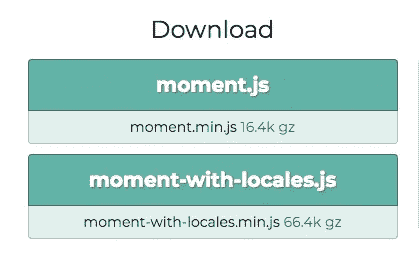 Download
moment.js
moment.min.js 16.4k gz
moment-with-locales.js
moment-with-locales.min.js 66.4k gz